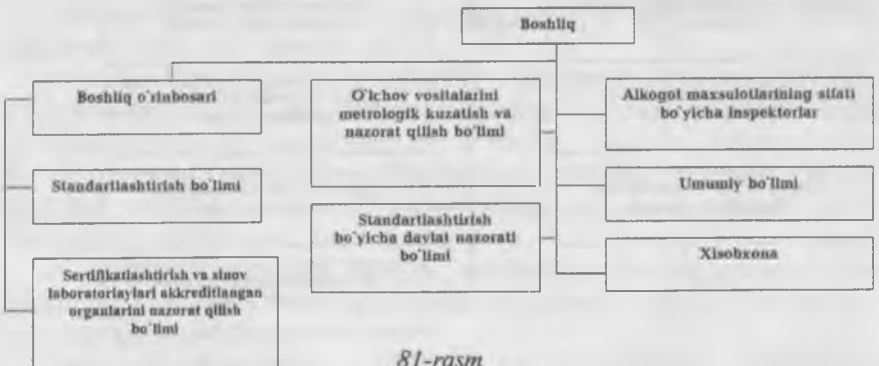 Boshliq
Boshliq o`rinbosari
O`lchov vositalarini
metrologik kuzatish va
nazorat qilish bo`limi
Alkogol maxsulotlarining sifati
bo`yicha inspektorlar
Standartlashtirish bo`limi
Umumiy bo`limi
Standartlashtirish
bo`yicha davlat nazorati
bo`limi
Xisobxona
Sertifikatlashtirish va sinov
laboratoriaylari akkreditlangan
organlarini nazorat qilish
bo`limi
81-rasm